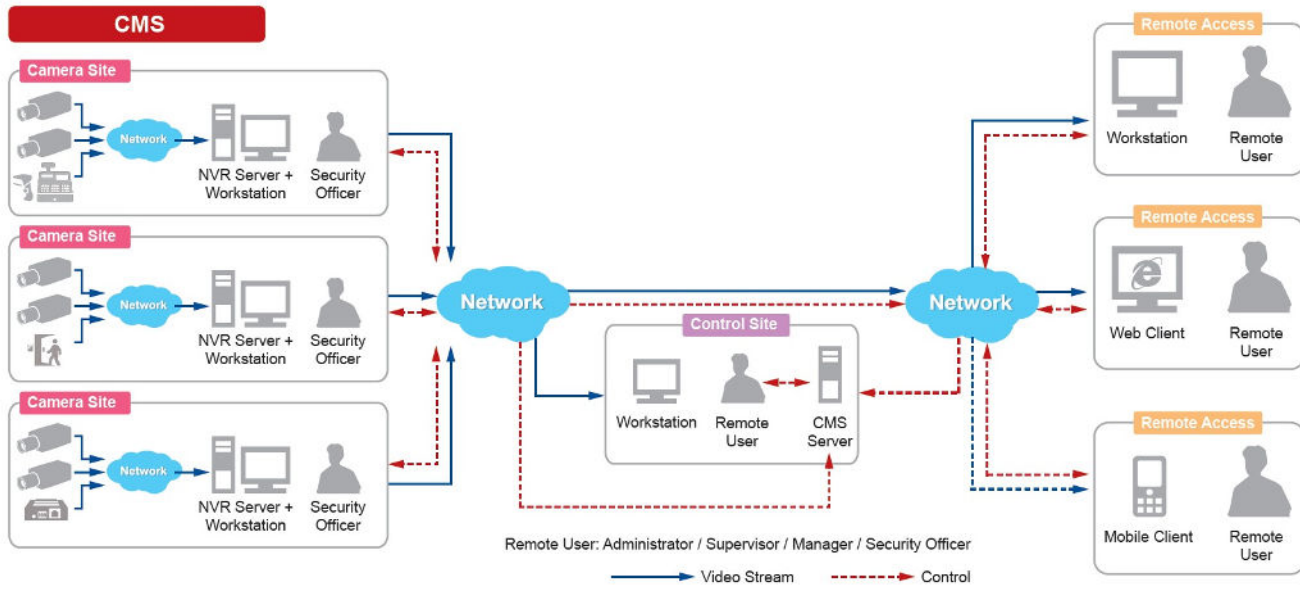 CMS
Camera Site
Network
NVR Server +
Workstation
Security
Officer
Camera Site
Network
NVR Server +
Workstation
Security
Officer
Camera Site
Network
NVR Server +
Workstation
Security
Officer
Network
Control Site
Workstation
Remote
User
CMS
Server
Network
Remote Access
Workstation
Remote
User
Remote Access
Web Client
Remote
User
Remote Access
Mobile Client
Remote
User
Remote User: Administrator / Supervisor / Manager / Security Officer
Video Stream
Control